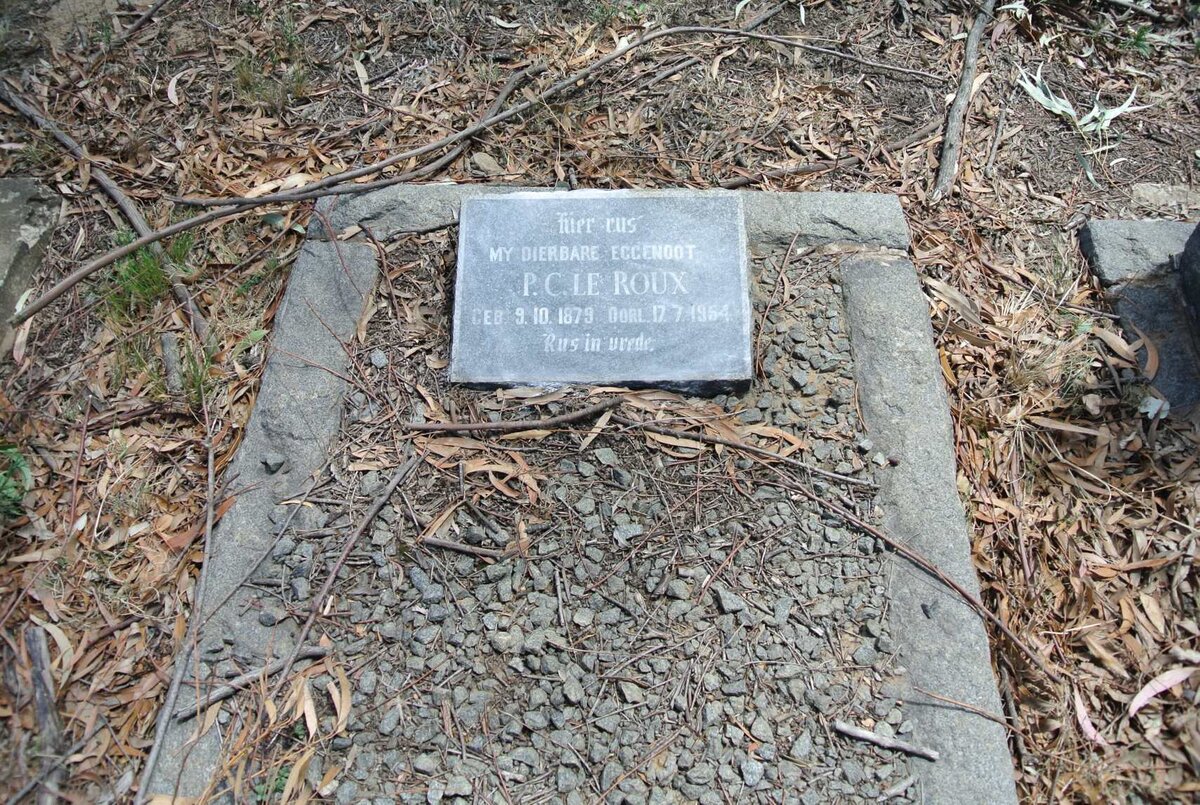 Hier rus
MY DIERBARE EGGENOOT
P.C. LE ROUX
GEB. 9.10.1879 OORL. 17.7.1964
Rus in vrede.